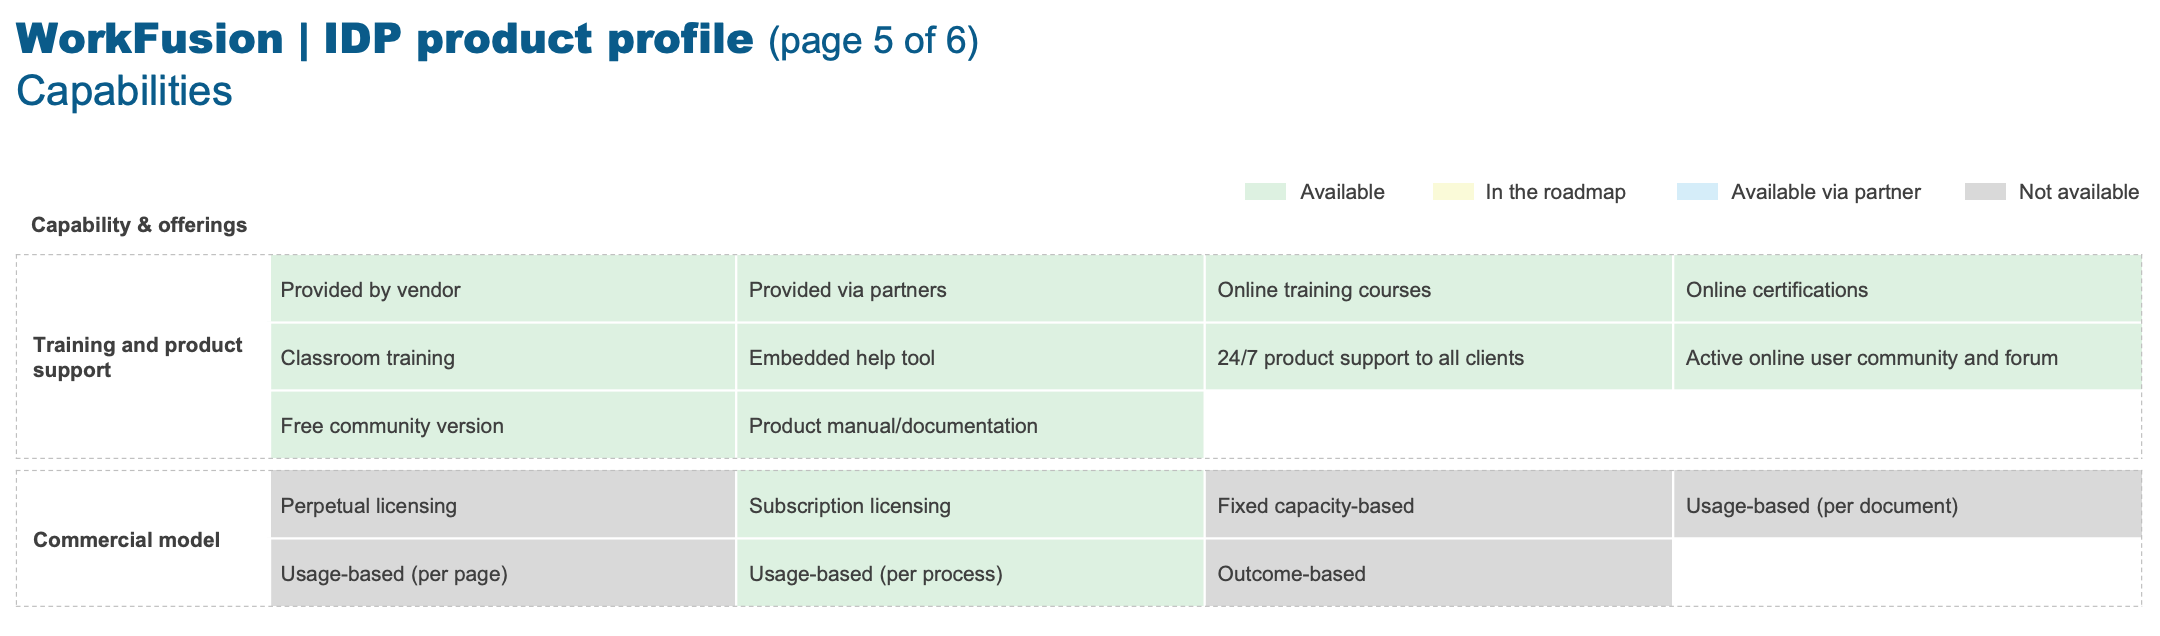 WorkFusion | IDP product profile (page 5 of 6)
Capabilities
Available
In the roadmap
Available via partner
Not available
Capability & offerings
Training and product
support
Provided by vendor
Provided via partners
Online training courses
Online certifications
Classroom training
Embedded help tool
24/7 product support to all clients
Active online user community and forum
Free community version
Product manual/documentation
Commercial model
Perpetual licensing
Subscription licensing
Fixed capacity-based
Usage-based (per document)
Usage-based (per page)
Usage-based (per process)
Outcome-based